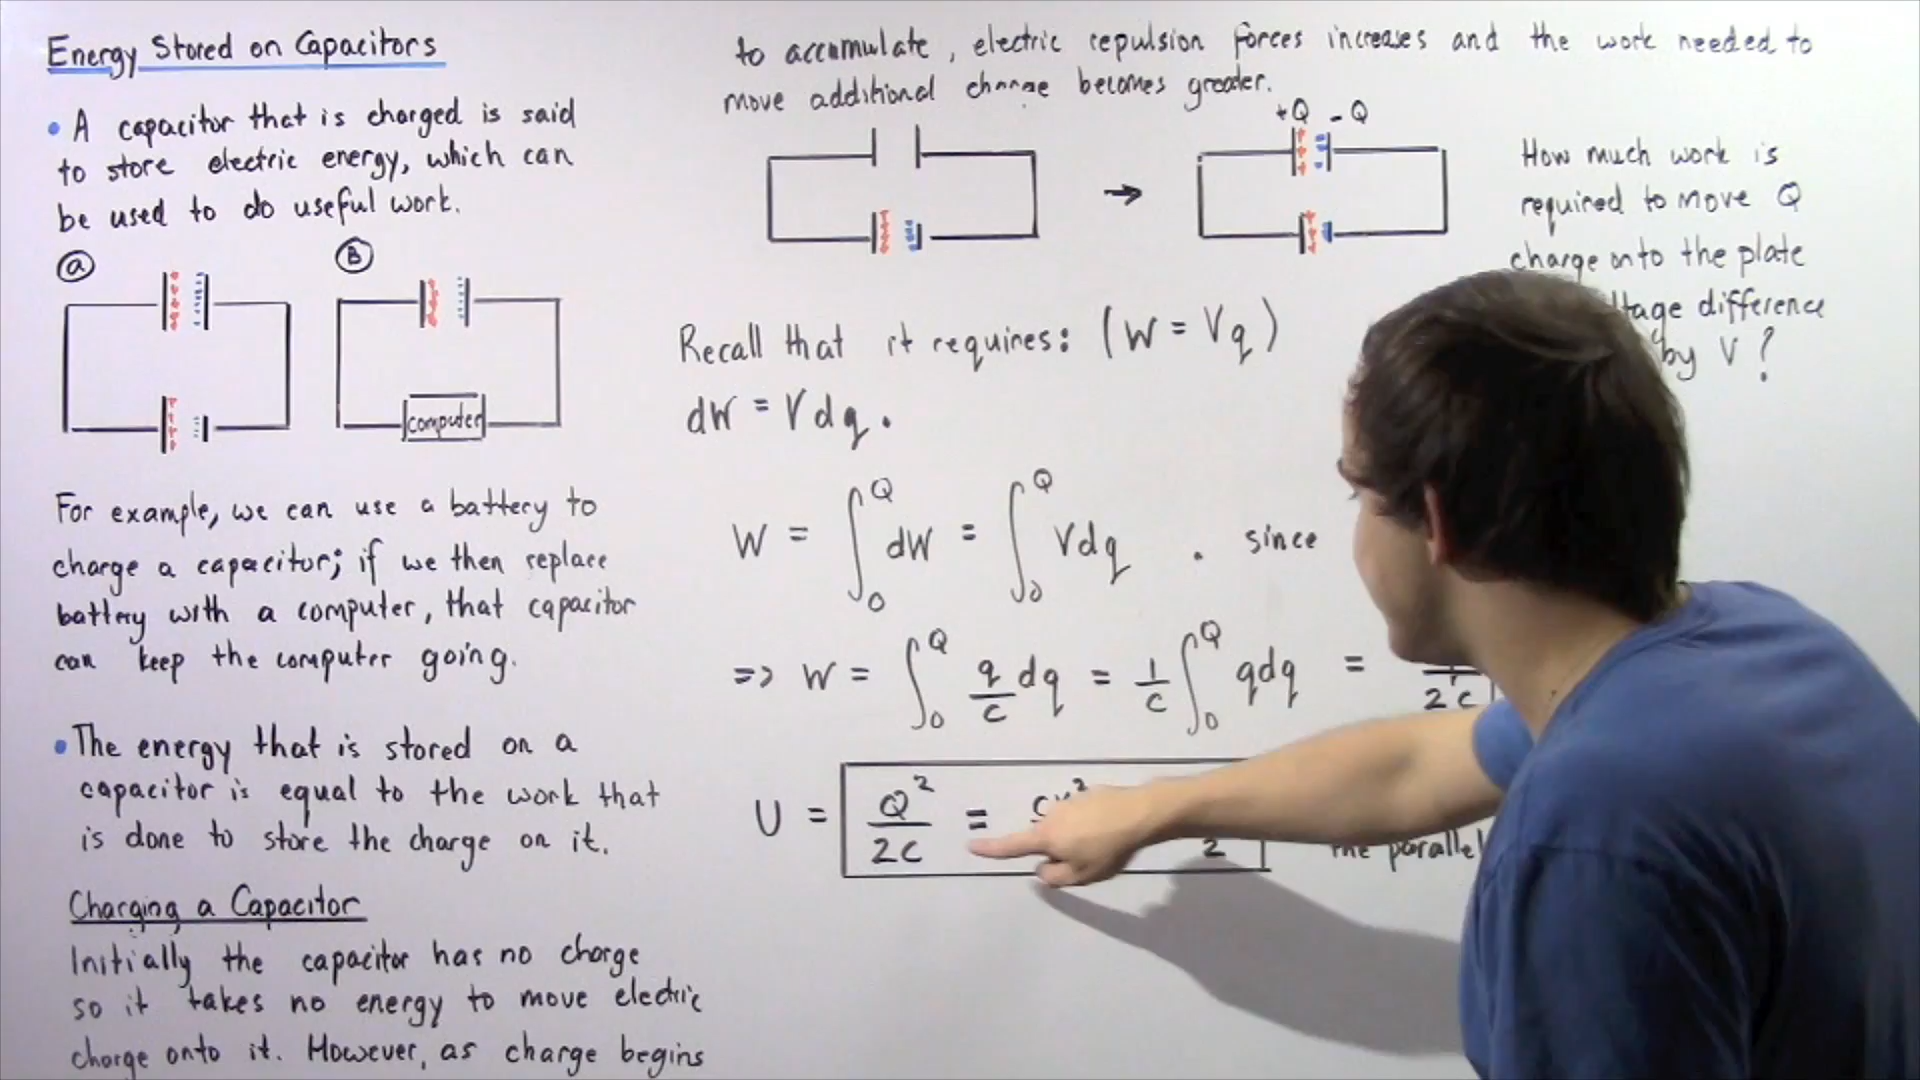 Energy Stored on Capacitors
• A capacitor that is charged is said
to store electric energy, which can
be used to do useful work.
a
B
computer
For example, we can use a battery to
charge a capacitor; if we then replace
battery with a computer, that capacitor
can keep the computer going.
• The energy that is stored on a
capacitor is equal to the work that
is done to store the charge on it.
Charging a Capacitor
Initially the capacitor has no charge
so it takes no energy to move electric
charge onto it. However, as charge begins
to accumulate, electric repulsion forces increases and the work needed to
move additional charge becomes greater.
+Q -Q
How much work is
required to move Q
charge onto the plate
difference
by V?
Recall that it requires: (W = Vq)
dW = Vdq.
W = ∫₀^Q dW = ∫₀^Q Vdq . since
=> W = ∫₀^Q q/c dq = 1/c ∫₀^Q qdq = 2c
U = Q²/2c = 2
the parallel